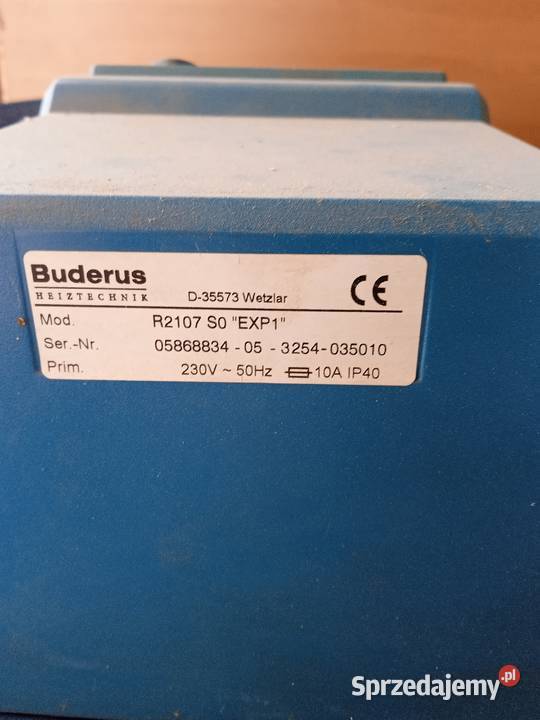 Buderus
HEIZTECHNIK D-35573 Wetzlar CE
Mod. R2107 S0 "EXP1"
Ser.-Nr. 05868834 - 05 - 3254-035010
Prim. 230V ~ 50Hz 10A IP40
Sprzedajemy.pl